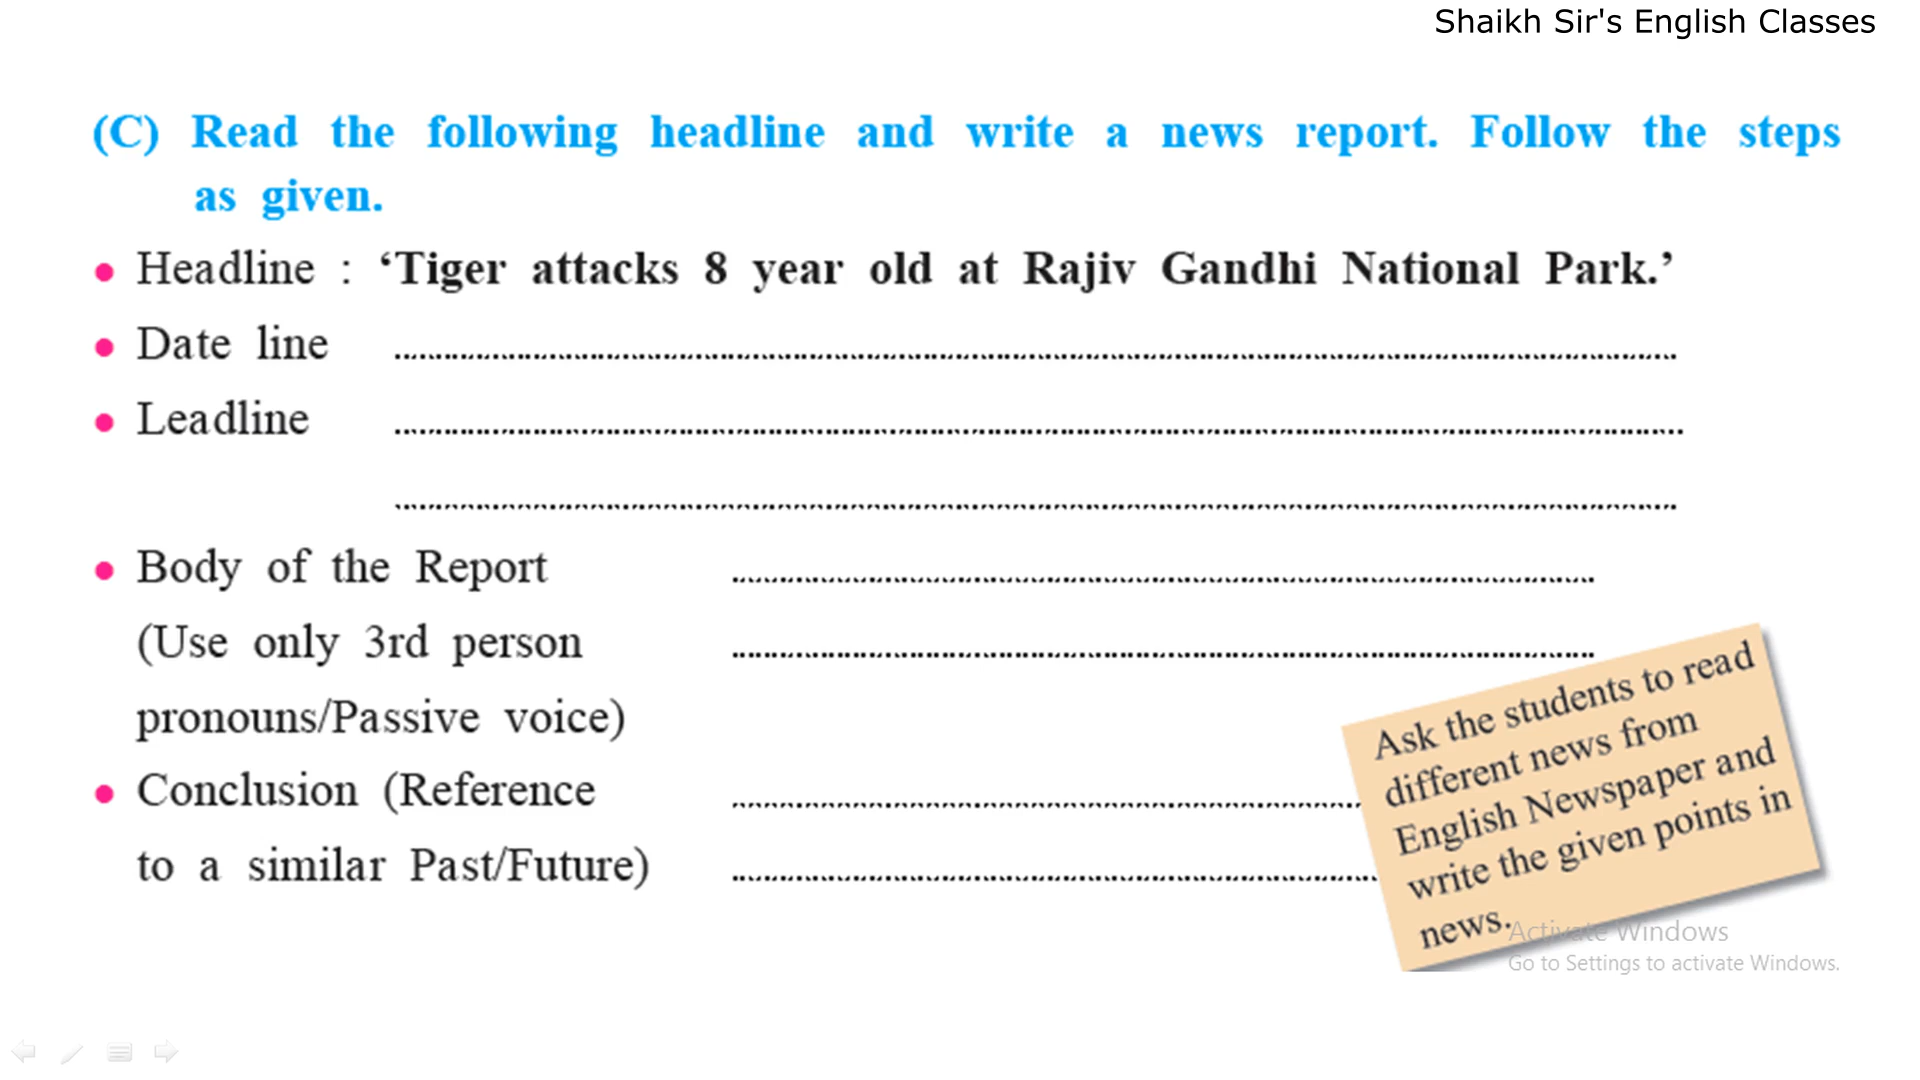 Shaikh Sir's English Classes
(C) Read the following headline and write a news report. Follow the steps
as given.
• Headline : ‘Tiger attacks 8 year old at Rajiv Gandhi National Park.’
• Date line ................................................................
• Leadline ................................................................
................................................................
• Body of the Report ................................................
(Use only 3rd person ................................................
pronouns/Passive voice)
• Conclusion (Reference ................................................
to a similar Past/Future) ................................................
Ask the students to read
different news from
English Newspaper and
write the given points in
news.
Activate Windows
Go to Settings to activate Windows.